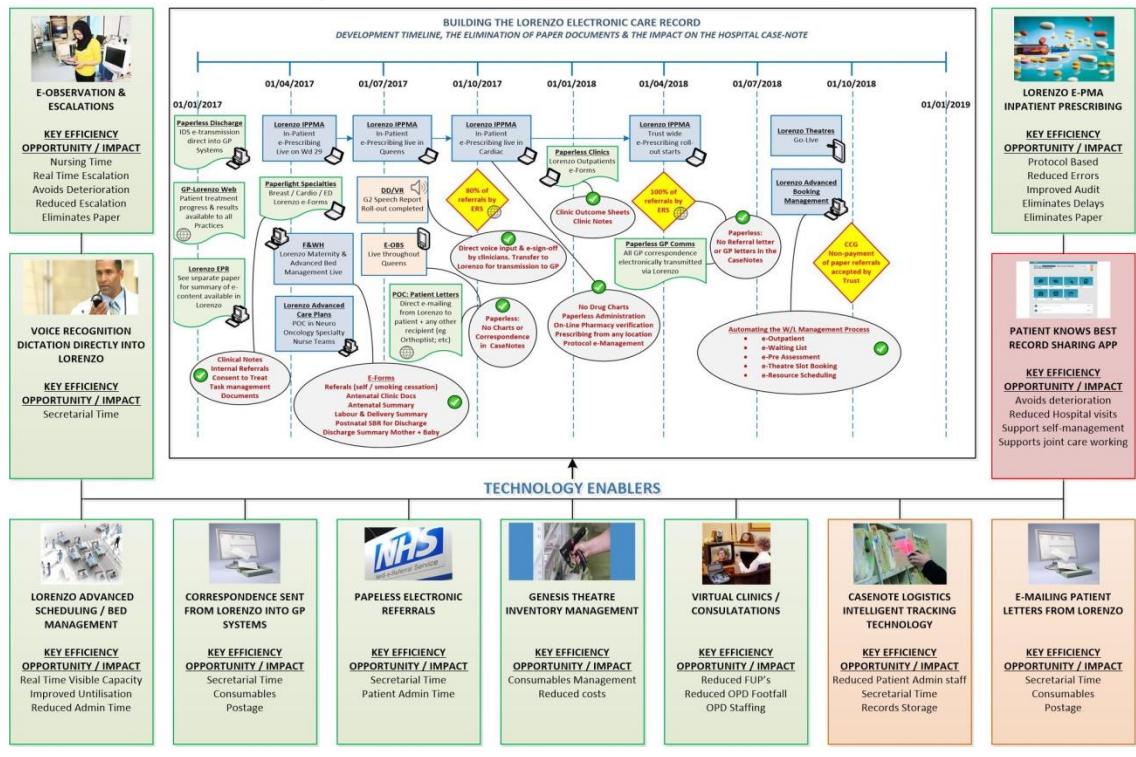 BUILDING THE LORENZO ELECTRONIC CARE RECORD
DEVELOPMENT TIMELINE, THE ELIMINATION OF PAPER DOCUMENTS & THE IMPACT ON THE HOSPITAL CASE-NOTE
01/01/2017
01/04/2017
01/07/2017
01/10/2017
01/01/2018
01/04/2018
01/07/2018
01/10/2018
01/01/2019
Paperless Discharge
IDS e-transmission
direct into GP
Systems
GP-Lorenzo Web
Patient treatment
progress & results
available to all
Practices
Lorenzo EPR
See separate paper
for summary of e-
content available in
Lorenzo
Clinical Notes
Internal Referrals
Consent to Treat
Task management
Documents
Lorenzo IPPMA
In-Patient
e-Prescribing
Live on Wd 29
Paperlight Specialties
Breast / Cardio / ED
Lorenzo e-Forms
F&WH
Lorenzo Maternity &
Advanced Bed
Management Live
Lorenzo Advanced
Care Plans
POC in Neuro
Oncology Specialty
Nurse Teams
E-Forms
Referals (self / smoking cessation)
Antenatal Clinic Docs
Antenatal Summary
Labour & Delivery Summary
Postnatal SBR for Discharge
Discharge Summary Mother + Baby
Lorenzo IPPMA
In-Patient
e-Prescribing live in
Queens
DD/VR
G2 Speech Report
Roll-out completed
E-OBS
Live throughout
Queens
POC: Patient Letters
Direct e-mailing
from Lorenzo to
patient + any other
recipient (ng
Orthoptist; etc)
Lorenzo IPPMA
In-Patient
e-Prescribing live in
Cardiac
80% of
referrals by
ERS
Direct voice input & e-sign-off
by clinicians. Transfer to
Lorenzo for transmission to GP
Paperless:
No Charts or
Correspondence
in CaseNotes
Paperless Clinics
Lorenzo Outpatients
e-Forms
Clinic Outcome Sheets
Clinic Notes
No Drug Charts
Paperless Administration
On-Line Pharmacy verification
Prescribing from any location
Protocol e-Management
Lorenzo IPPMA
Trust wide
e-Prescribing roll-
out starts
100% of
referrals by
ERS
Paperless GP Comms
All GP correspondence
electronically transmitted
via Lorenzo
Paperless:
No Referral letter
or GP letters in the
CaseNotes
Lorenzo Theatres
Go-Live
Lorenzo Advanced
Booking
Management
CCG
Non-payment
of paper referrals
accepted by
Trust
Automating the W/L Management Process
• e-Outpatient
• e-Waiting List
• e-Pre Assessment
• e-Theatre Slot Booking
• e-Resource Scheduling
E-OBSERVATION &
ESCALATIONS
KEY EFFICIENCY
OPPORTUNITY / IMPACT
Nursing Time
Real Time Escalation
Avoids Deterioration
Reduced Escalation
Eliminates Paper
VOICE RECOGNITION
DICTATION DIRECTLY INTO
LORENZO
KEY EFFICIENCY
OPPORTUNITY / IMPACT
Secretarial Time
LORENZO E-PMA
INPATIENT PRESCRIBING
KEY EFFICIENCY
OPPORTUNITY / IMPACT
Protocol Based
Reduced Errors
Improved Audit
Eliminates Delays
Eliminates Paper
PATIENT KNOWS BEST
RECORD SHARING APP
KEY EFFICIENCY
OPPORTUNITY / IMPACT
Avoids deterioration
Reduced Hospital visits
Support self-management
Supports joint care working
TECHNOLOGY ENABLERS
LORENZO ADVANCED
SCHEDULING / BED
MANAGEMENT
KEY EFFICIENCY
OPPORTUNITY / IMPACT
Real Time Visible Capacity
Improved Untilisation
Reduced Admin Time
CORRESPONDENCE SENT
FROM LORENZO INTO GP
SYSTEMS
KEY EFFICIENCY
OPPORTUNITY / IMPACT
Secretarial Time
Consumables
Postage
NHS
e-Referral Service
PAPELESS ELECTRONIC
REFERRALS
KEY EFFICIENCY
OPPORTUNITY / IMPACT
Secretarial Time
Patient Admin Time
GENESIS THEATRE
INVENTORY MANAGEMENT
KEY EFFICIENCY
OPPORTUNITY / IMPACT
Consumables Management
Reduced costs
VIRTUAL CLINICS /
CONSULATATIONS
KEY EFFICIENCY
OPPORTUNITY / IMPACT
Reduced FUP's
Reduced OPD Footfall
OPD Staffing
CASENOTE LOGISTICS
INTELLIGENT TRACKING
TECHNOLOGY
KEY EFFICIENCY
OPPORTUNITY / IMPACT
Reduced Patient Admin staff
Secretarial Time
Records Storage
E-MAILING PATIENT
LETTERS FROM LORENZO
KEY EFFICIENCY
OPPORTUNITY / IMPACT
Secretarial Time
Consumables
Postage